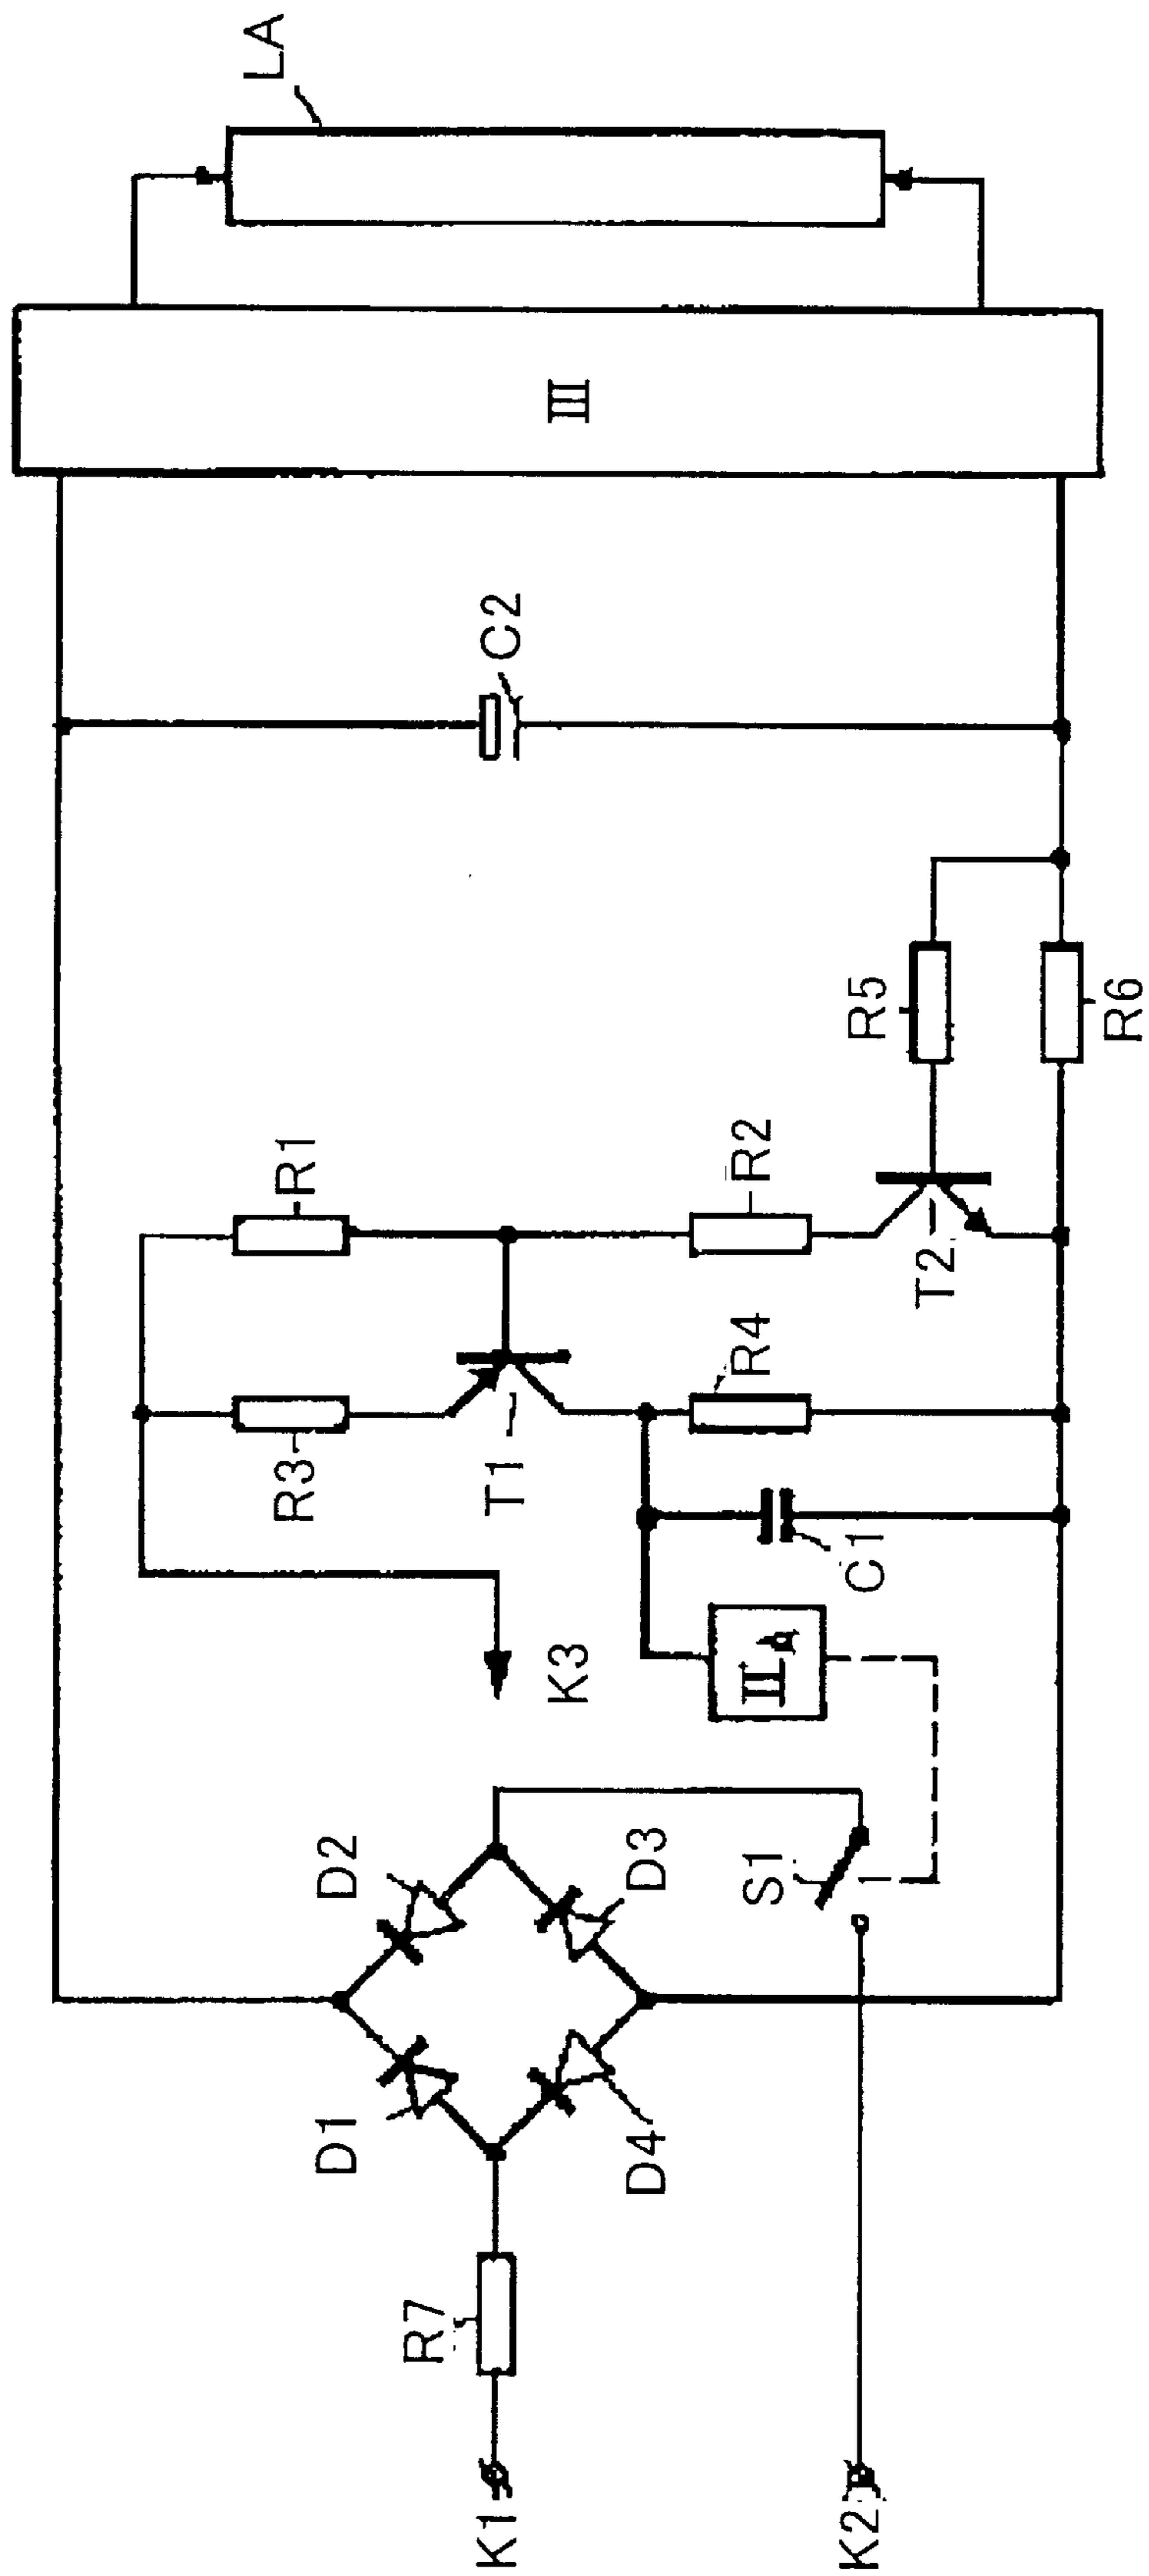 LA
III
C2
R5
R6
R1
R2
T2
R3
T1
R4
C1
K3
IIA
D2
D3
S1
D1
D4
R7
K1
K2